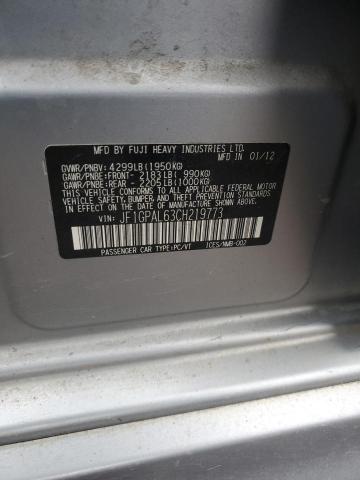 MFD. BY FUJI HEAVY INDUSTRIES LTD.
MFD IN 01/12
GVWR/PNBV: 4299LB(1950KG)
GAWR/PNBE:FRONT- 2183LB( 990KG)
GAWR/PNBE:REAR - 2205LB(1000KG)
THIS VEHICLE CONFORMS TO ALL APPLICABLE FEDERAL MOTOR
VEHICLE SAFETY, BUMPER, AND THEFT PREVENTION STANDARDS
IN EFFECT ON THE DATE OF MANUFACTURE SHOWN ABOVE.
VIN: JF1GPAL63CH219773
PASSENGER CAR TYPE:PC/VT ICES/NMB-002